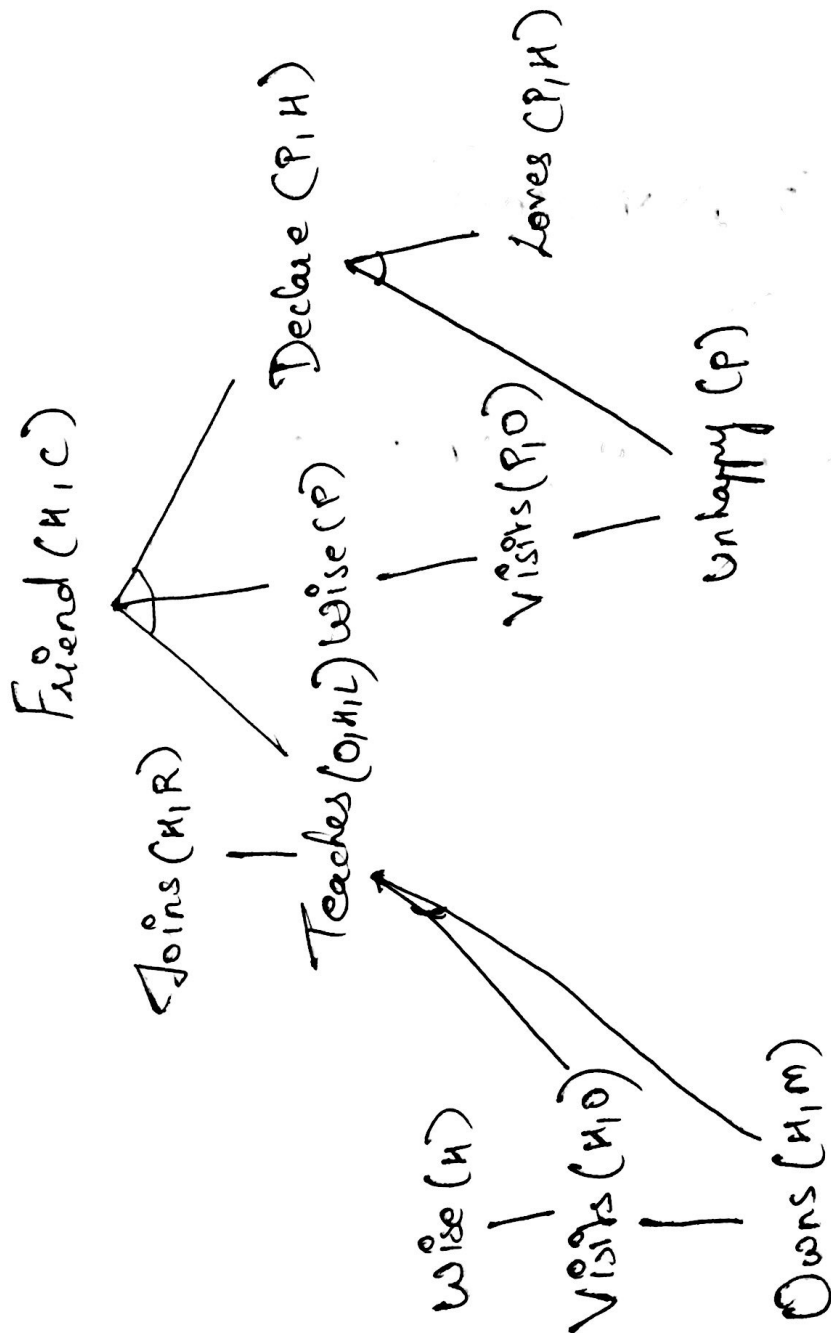 Friend (H, C)
Joins (H, R)
Teaches (O, H, L) Wise (P)
Declare (P, H)
Wise (H)
Visits (H, O)
Visits (P, O)
Loves (P, H)
Owns (H, M)
Unhappy (P)